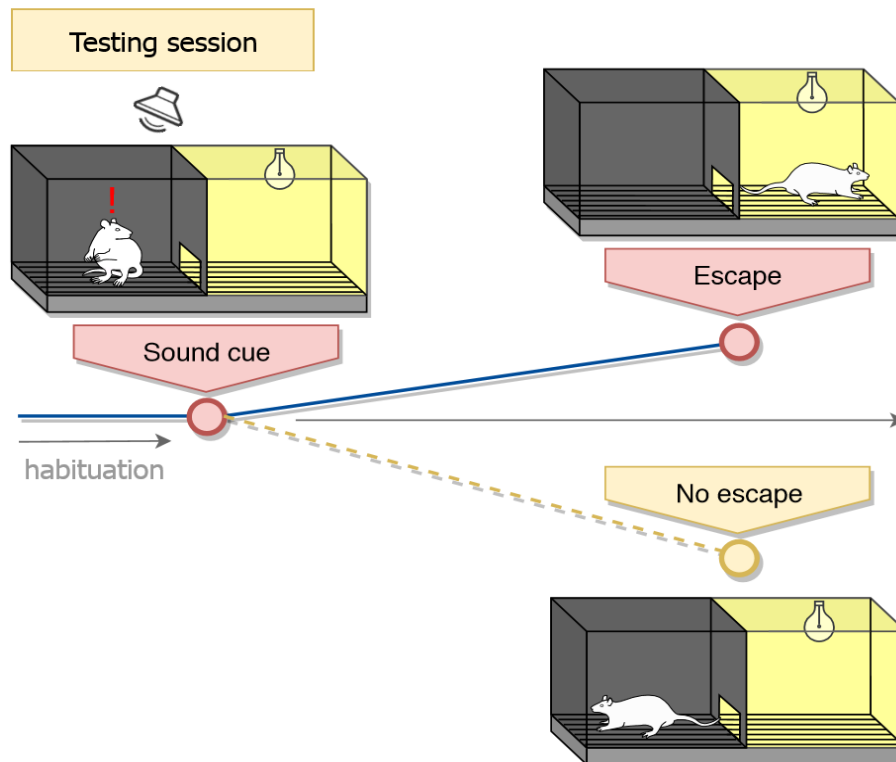 Testing session
!
Escape
Sound cue
habituation
No escape